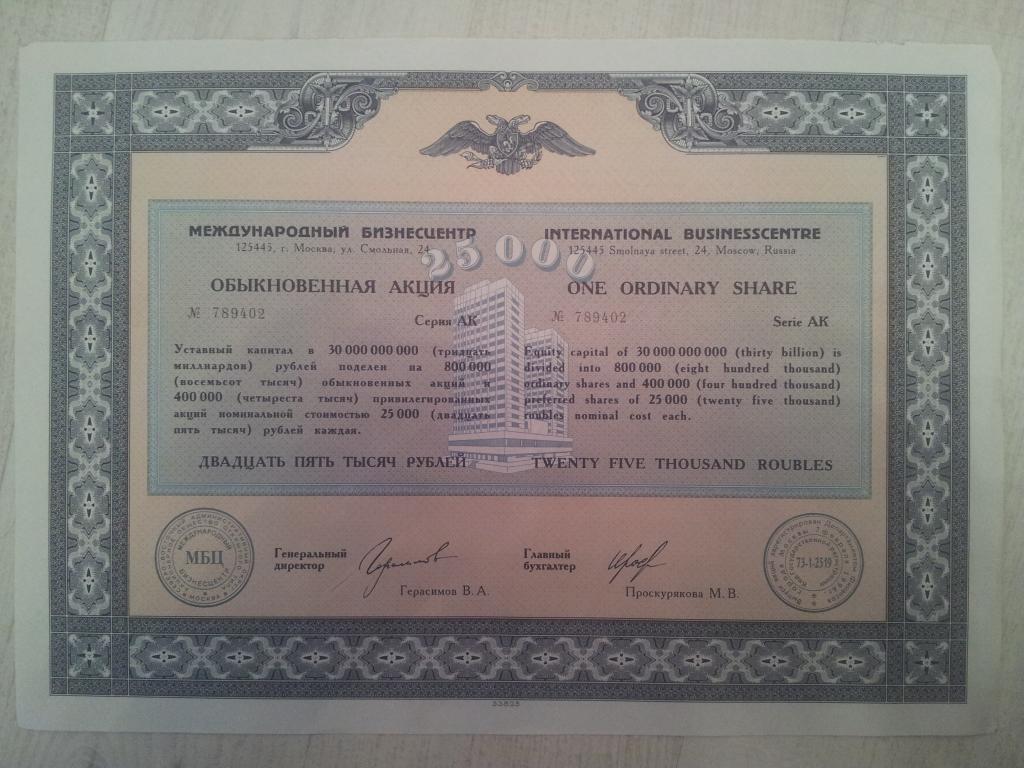 МЕЖДУНАРОДНЫЙ БИЗНЕСЦЕНТР
125445, г. Москва, ул. Смольная, 24
25 000
ОБЫКНОВЕННАЯ АКЦИЯ
№ 789402
Серия АК
Уставный капитал в 30 000 000 000 (тридцать
миллиардов) рублей поделен на 800 000
(восемьсот тысяч) обыкновенных акций и
400 000 (четыреста тысяч) привилегированных
акций номинальной стоимостью 25 000 (двадцать
пять тысяч) рублей каждая.
ДВАДЦАТЬ ПЯТЬ ТЫСЯЧ РУБЛЕЙ
INTERNATIONAL BUSINESSCENTRE
125445 Smolnaya street, 24, Moscow, Russia
ONE ORDINARY SHARE
№ 789402
Serie AK
Equity capital of 30 000 000 000 (thirty billion) is
divided into 800 000 (eight hundred thousand)
ordinary shares and 400 000 (four hundred thousand)
preferred shares of 25 000 (twenty five thousand)
roubles nominal cost each.
TWENTY FIVE THOUSAND ROUBLES
МЕЖДУНАРОДНЫЙ
МБЦ
БИЗНЕСЦЕНТР
МОСКВА
Генеральный
директор
Герасимов В.А.
Главный
бухгалтер
Проскурякова М.В.
73-1-2519
53823